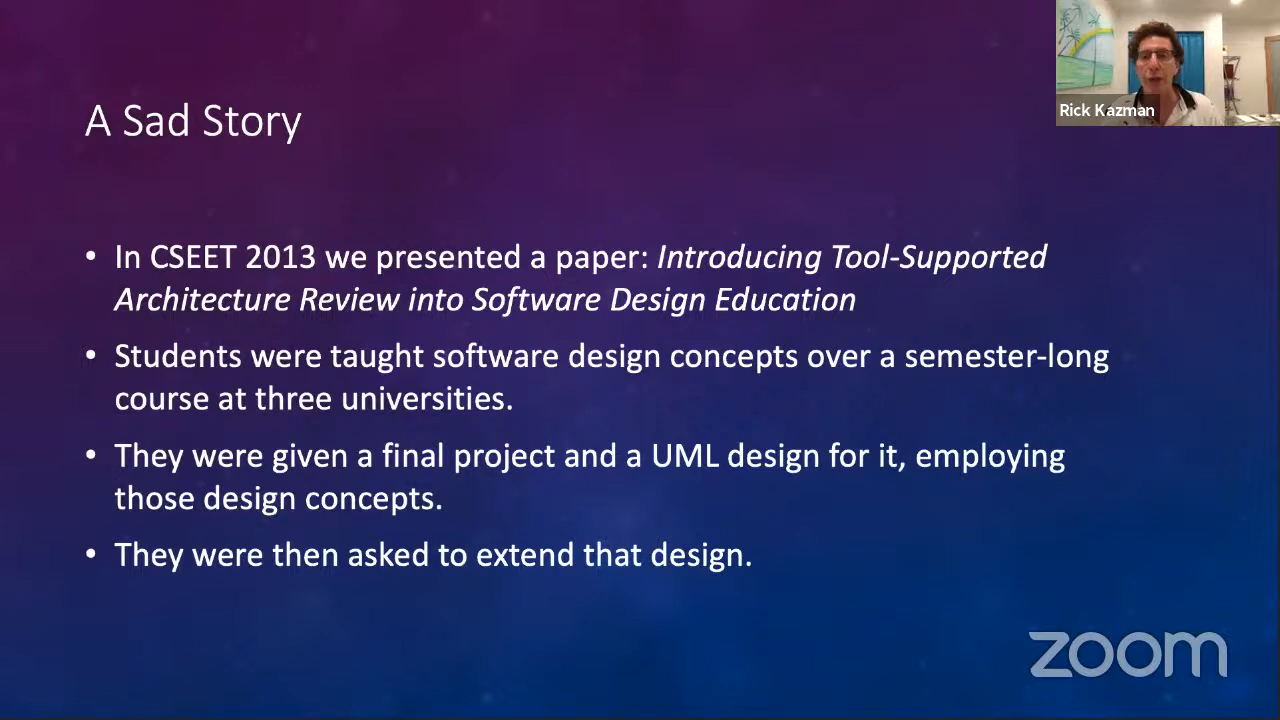 A Sad Story
Rick Kazman
• In CSEET 2013 we presented a paper: Introducing Tool-Supported
Architecture Review into Software Design Education
• Students were taught software design concepts over a semester-long
course at three universities.
• They were given a final project and a UML design for it, employing
those design concepts.
• They were then asked to extend that design.
zoom